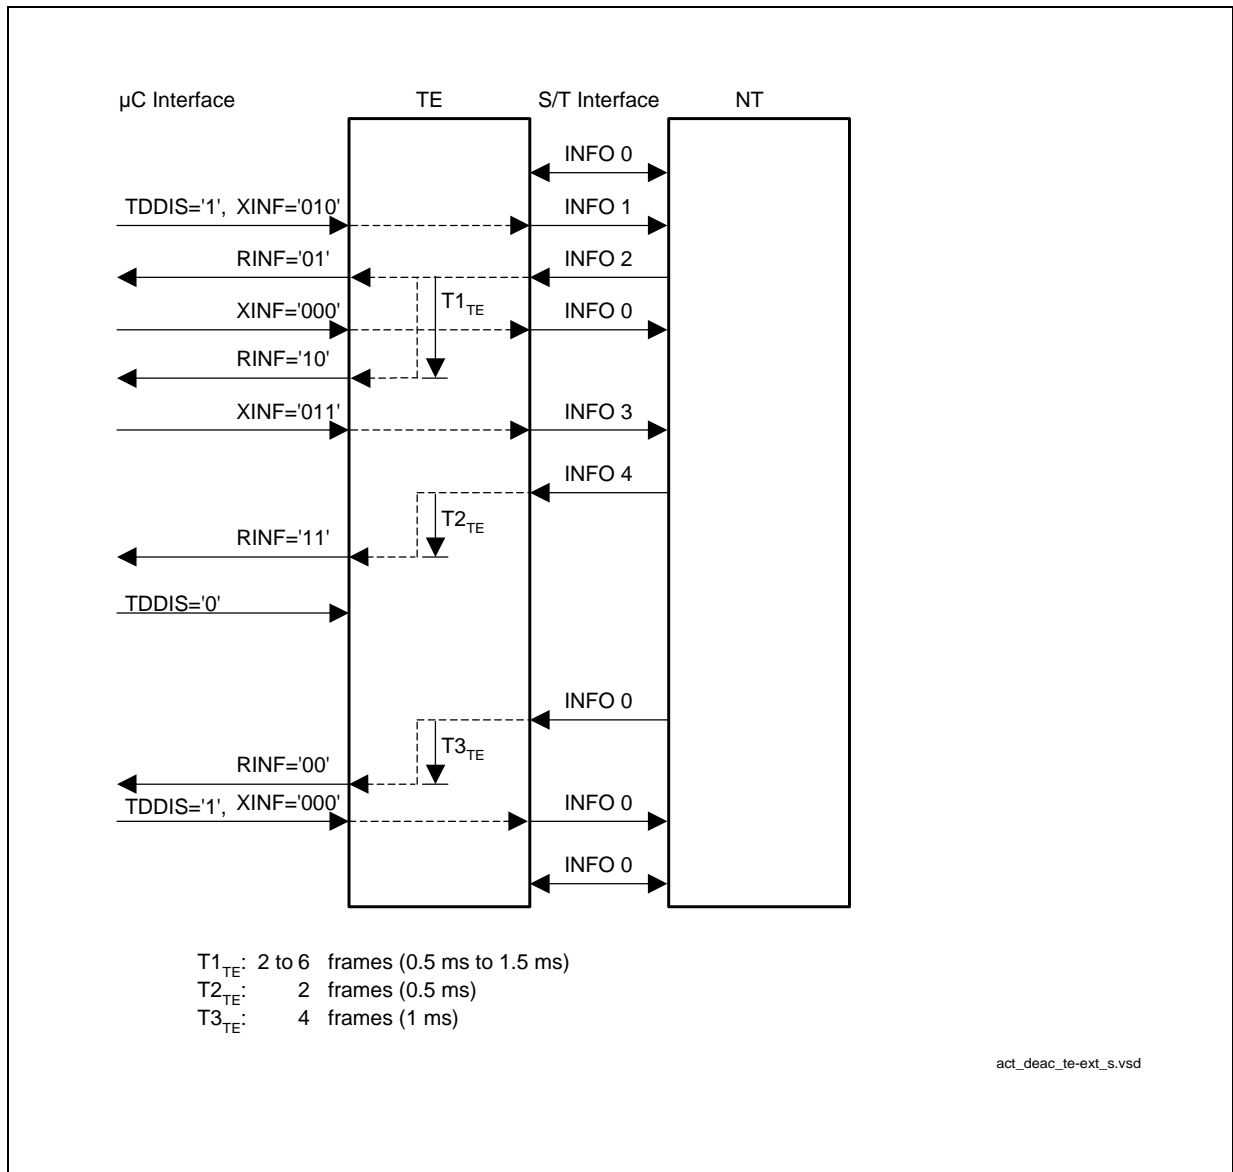 µC Interface TE S/T Interface NT
INFO 0
TDDIS='1', XINF='010' INFO 1
RINF='01' INFO 2
T1TE
XINF='000' INFO 0
RINF='10'
XINF='011' INFO 3
INFO 4
T2TE
RINF='11'
TDDIS='0'
INFO 0
T3TE
RINF='00'
TDDIS='1', XINF='000' INFO 0
INFO 0
T1TE: 2 to 6 frames (0.5 ms to 1.5 ms)
T2TE: 2 frames (0.5 ms)
T3TE: 4 frames (1 ms)
act_deac_te-ext_s.vsd